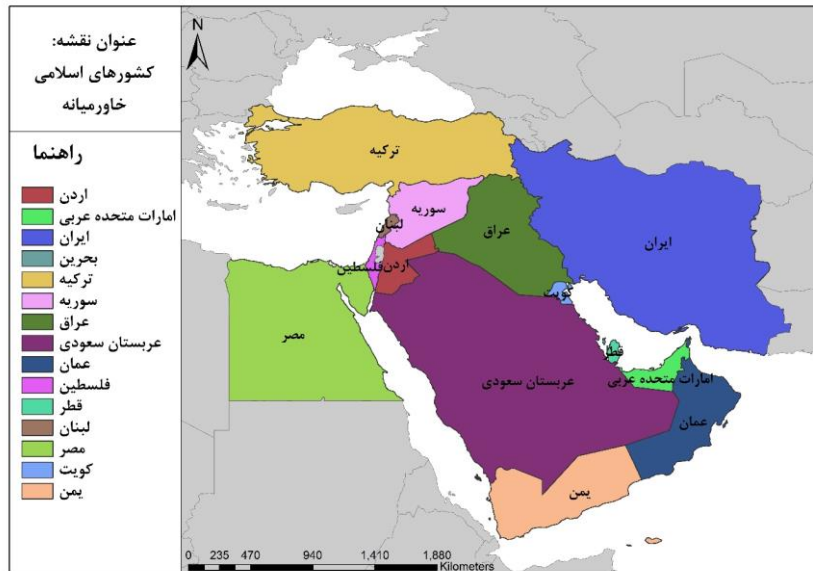 عنوان نقشه:
کشورهای اسلامی
خاورمیانه
راهنما
اردن
امارات متحده عربی
ایران
بحرین
ترکیه
سوریه
عراق
عربستان سعودی
عمان
فلسطین
قطر
لبنان
مصر
کویت
یمن
N
ترکیه
سوریه
لبنان
عراق
ایران
فلسطین
اردن
کویت
مصر
قطر
عربستان سعودی
امارات متحده عربی
عمان
یمن
0 235 470 940 1,410 1,880
Kilometers